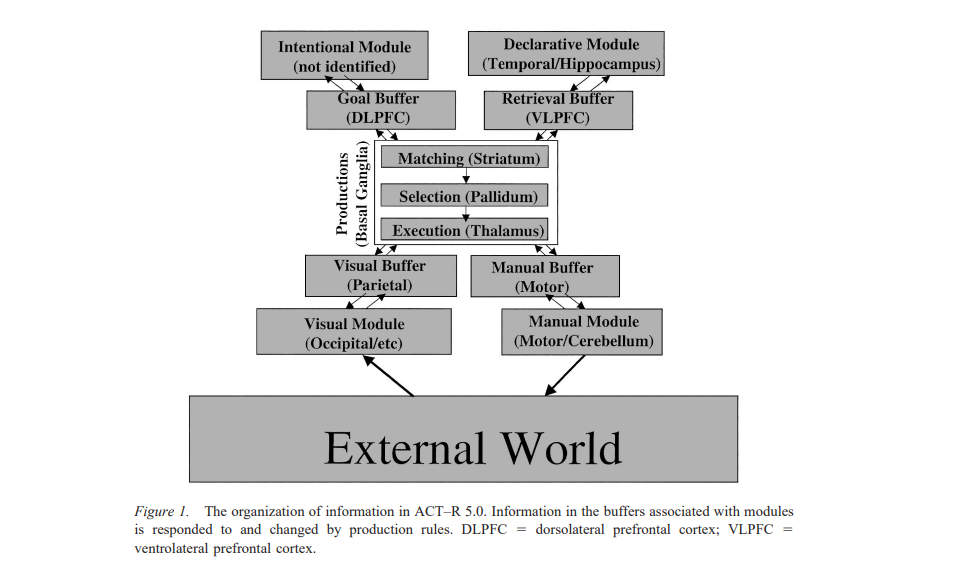 Intentional Module
(not identified)
Declarative Module
(Temporal/Hippocampus)
Goal Buffer
(DLPFC)
Retrieval Buffer
(VLPFC)
Productions
(Basal Ganglia)
Matching (Striatum)
Selection (Pallidum)
Execution (Thalamus)
Visual Buffer
(Parietal)
Manual Buffer
(Motor)
Visual Module
(Occipital/etc)
Manual Module
(Motor/Cerebellum)
External World
Figure 1. The organization of information in ACT–R 5.0. Information in the buffers associated with modules
is responded to and changed by production rules. DLPFC = dorsolateral prefrontal cortex; VLPFC =
ventrolateral prefrontal cortex.